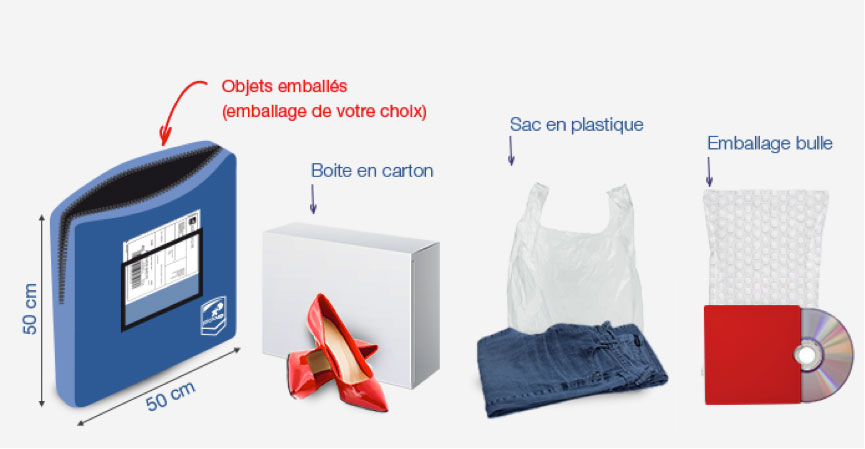 Objets emballés
(emballage de votre choix)
Sac en plastique
Emballage bulle
Boite en carton
50 cm
50 cm